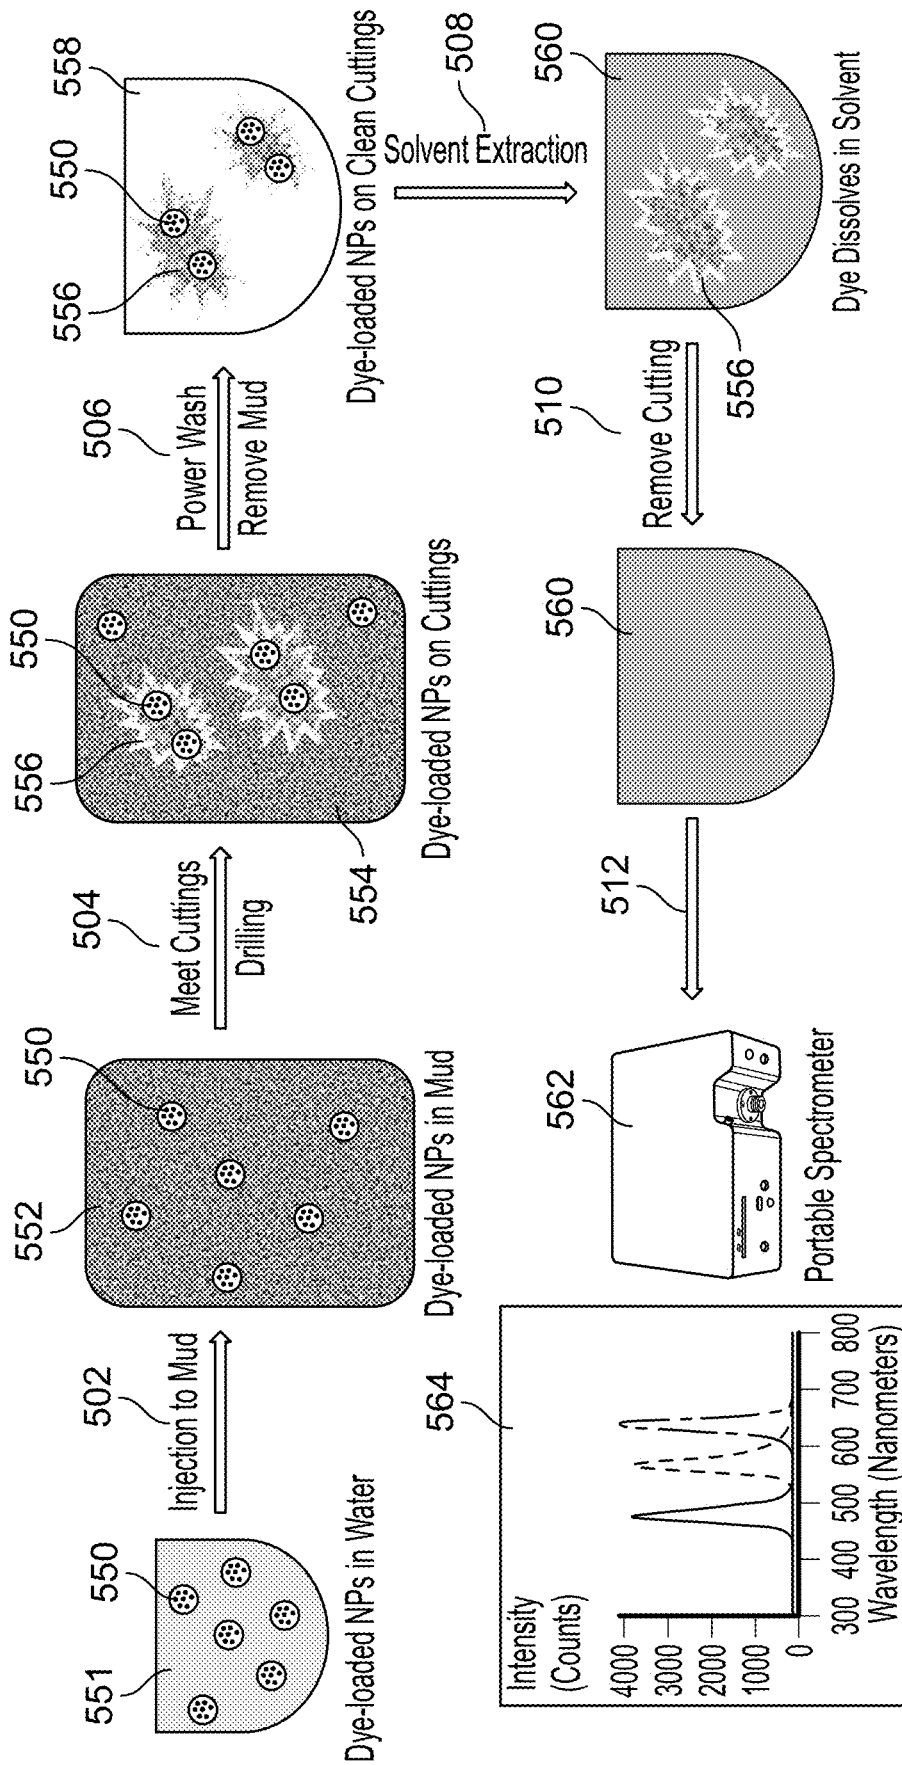 551
550
Dye-loaded NPs in Water
502
Injection to Mud
552
550
Dye-loaded NPs in Mud
504
Meet Cuttings
Drilling
556
550
554
Dye-loaded NPs on Cuttings
506
Power Wash
Remove Mud
556
550
558
Dye-loaded NPs on Clean Cuttings
Solvent Extraction
508
560
556
Dye Dissolves in Solvent
510
Remove Cutting
560
512
562
Portable Spectrometer
564
Intensity
(Counts)
4000
3000
2000
1000
0
300 400 500 600 700 800
Wavelength (Nanometers)